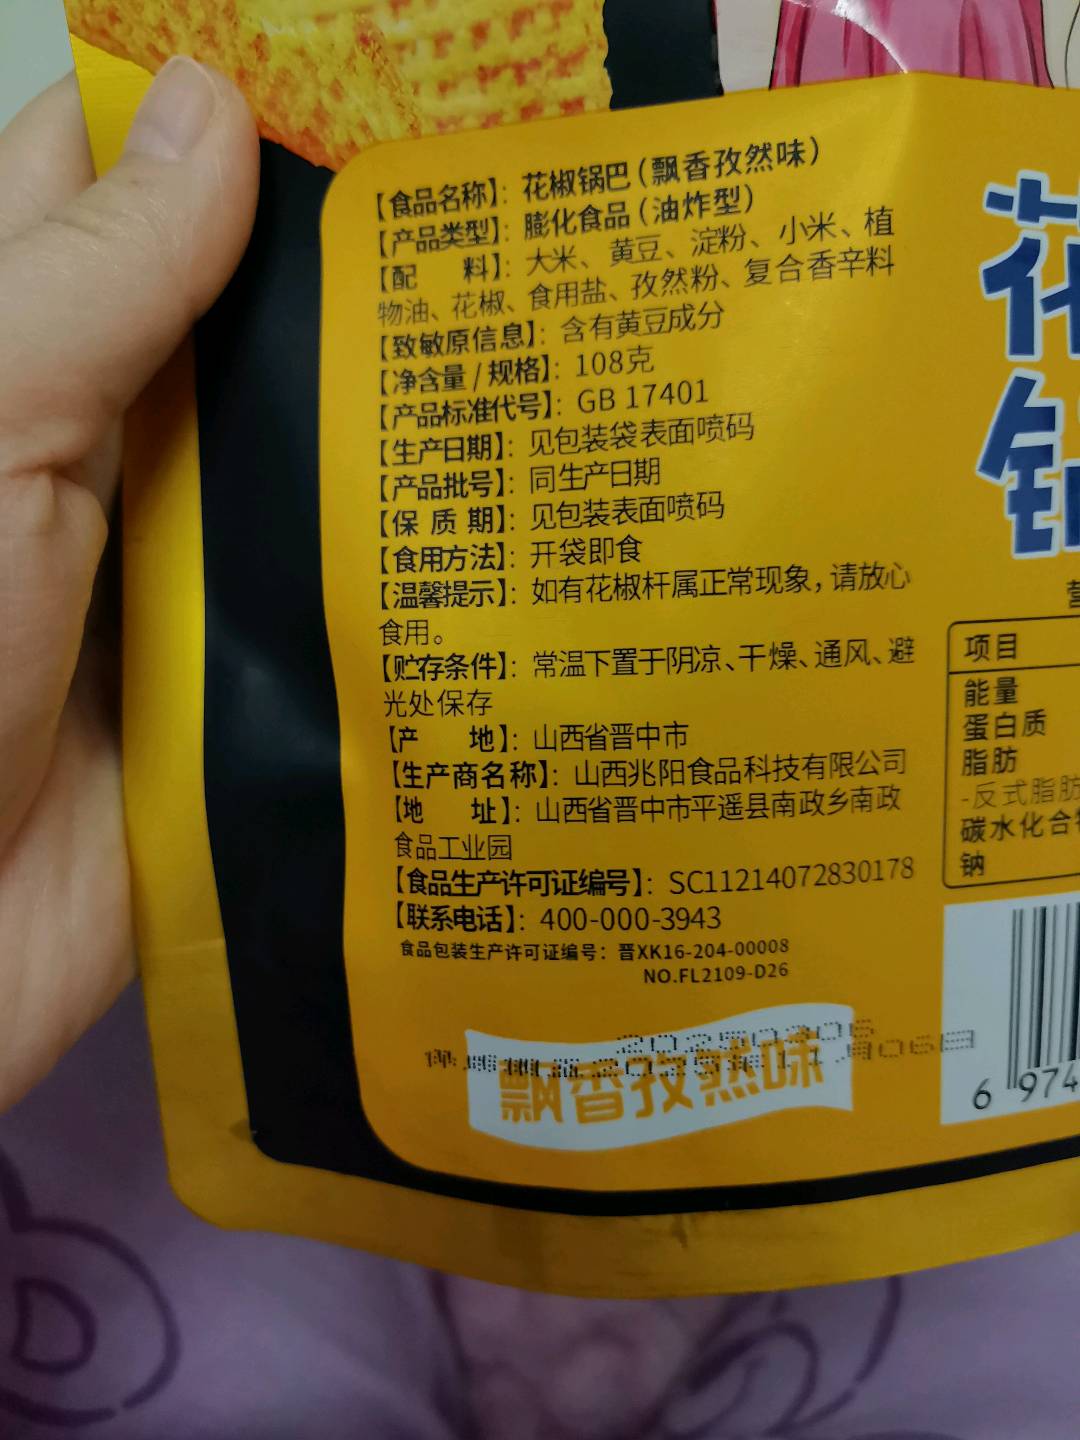 【食品名称】：花椒锅巴（飘香孜然味）
【产品类型】：膨化食品（油炸型）
【配 料】：大米、黄豆、淀粉、小米、植
物油、花椒、食用盐、孜然粉、复合香辛料
【致敏原信息】：含有黄豆成分
【净含量/规格】：108克
【产品标准代号】：GB 17401
【生产日期】：见包装袋表面喷码
【产品批号】：同生产日期
【保 质 期】：见包装表面喷码
【食用方法】：开袋即食
【温馨提示】：如有花椒杆属正常现象，请放心
食用。
【贮存条件】：常温下置于阴凉、干燥、通风、避
光处保存
【产 地】：山西省晋中市
【生产商名称】：山西兆阳食品科技有限公司
【地 址】：山西省晋中市平遥县南政乡南政
食品工业园
【食品生产许可证编号】：SC11214072830178
【联系电话】：400-000-3943
食品包装生产许可证编号：晋XK16-204-00008
NO.FL2109-D26
飘香孜然味
花
锅
项目
能量
蛋白质
脂肪
-反式脂肪
碳水化合
钠
6 974